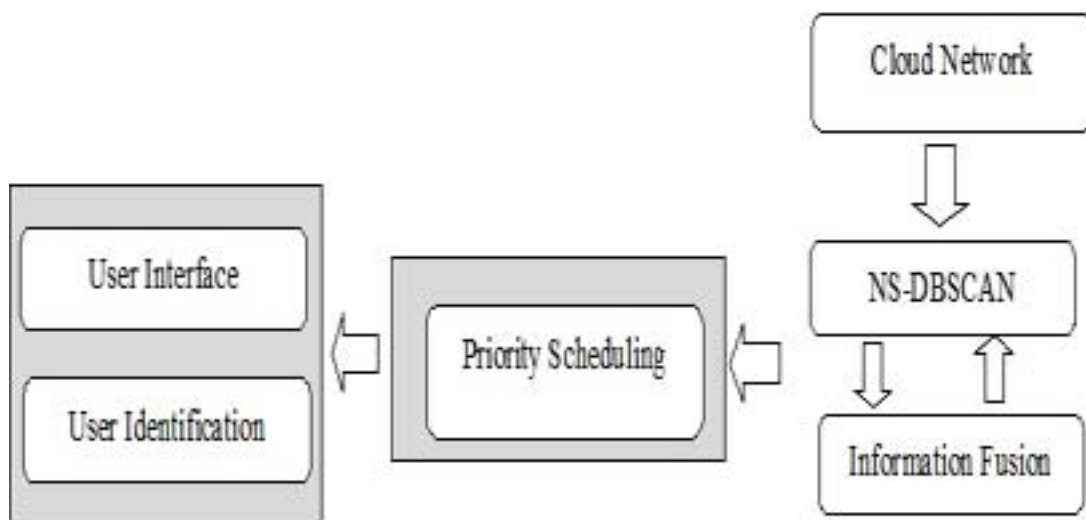 Cloud Network
User Interface
NS-DBSCAN
Priority Scheduling
User Identification
Information Fusion